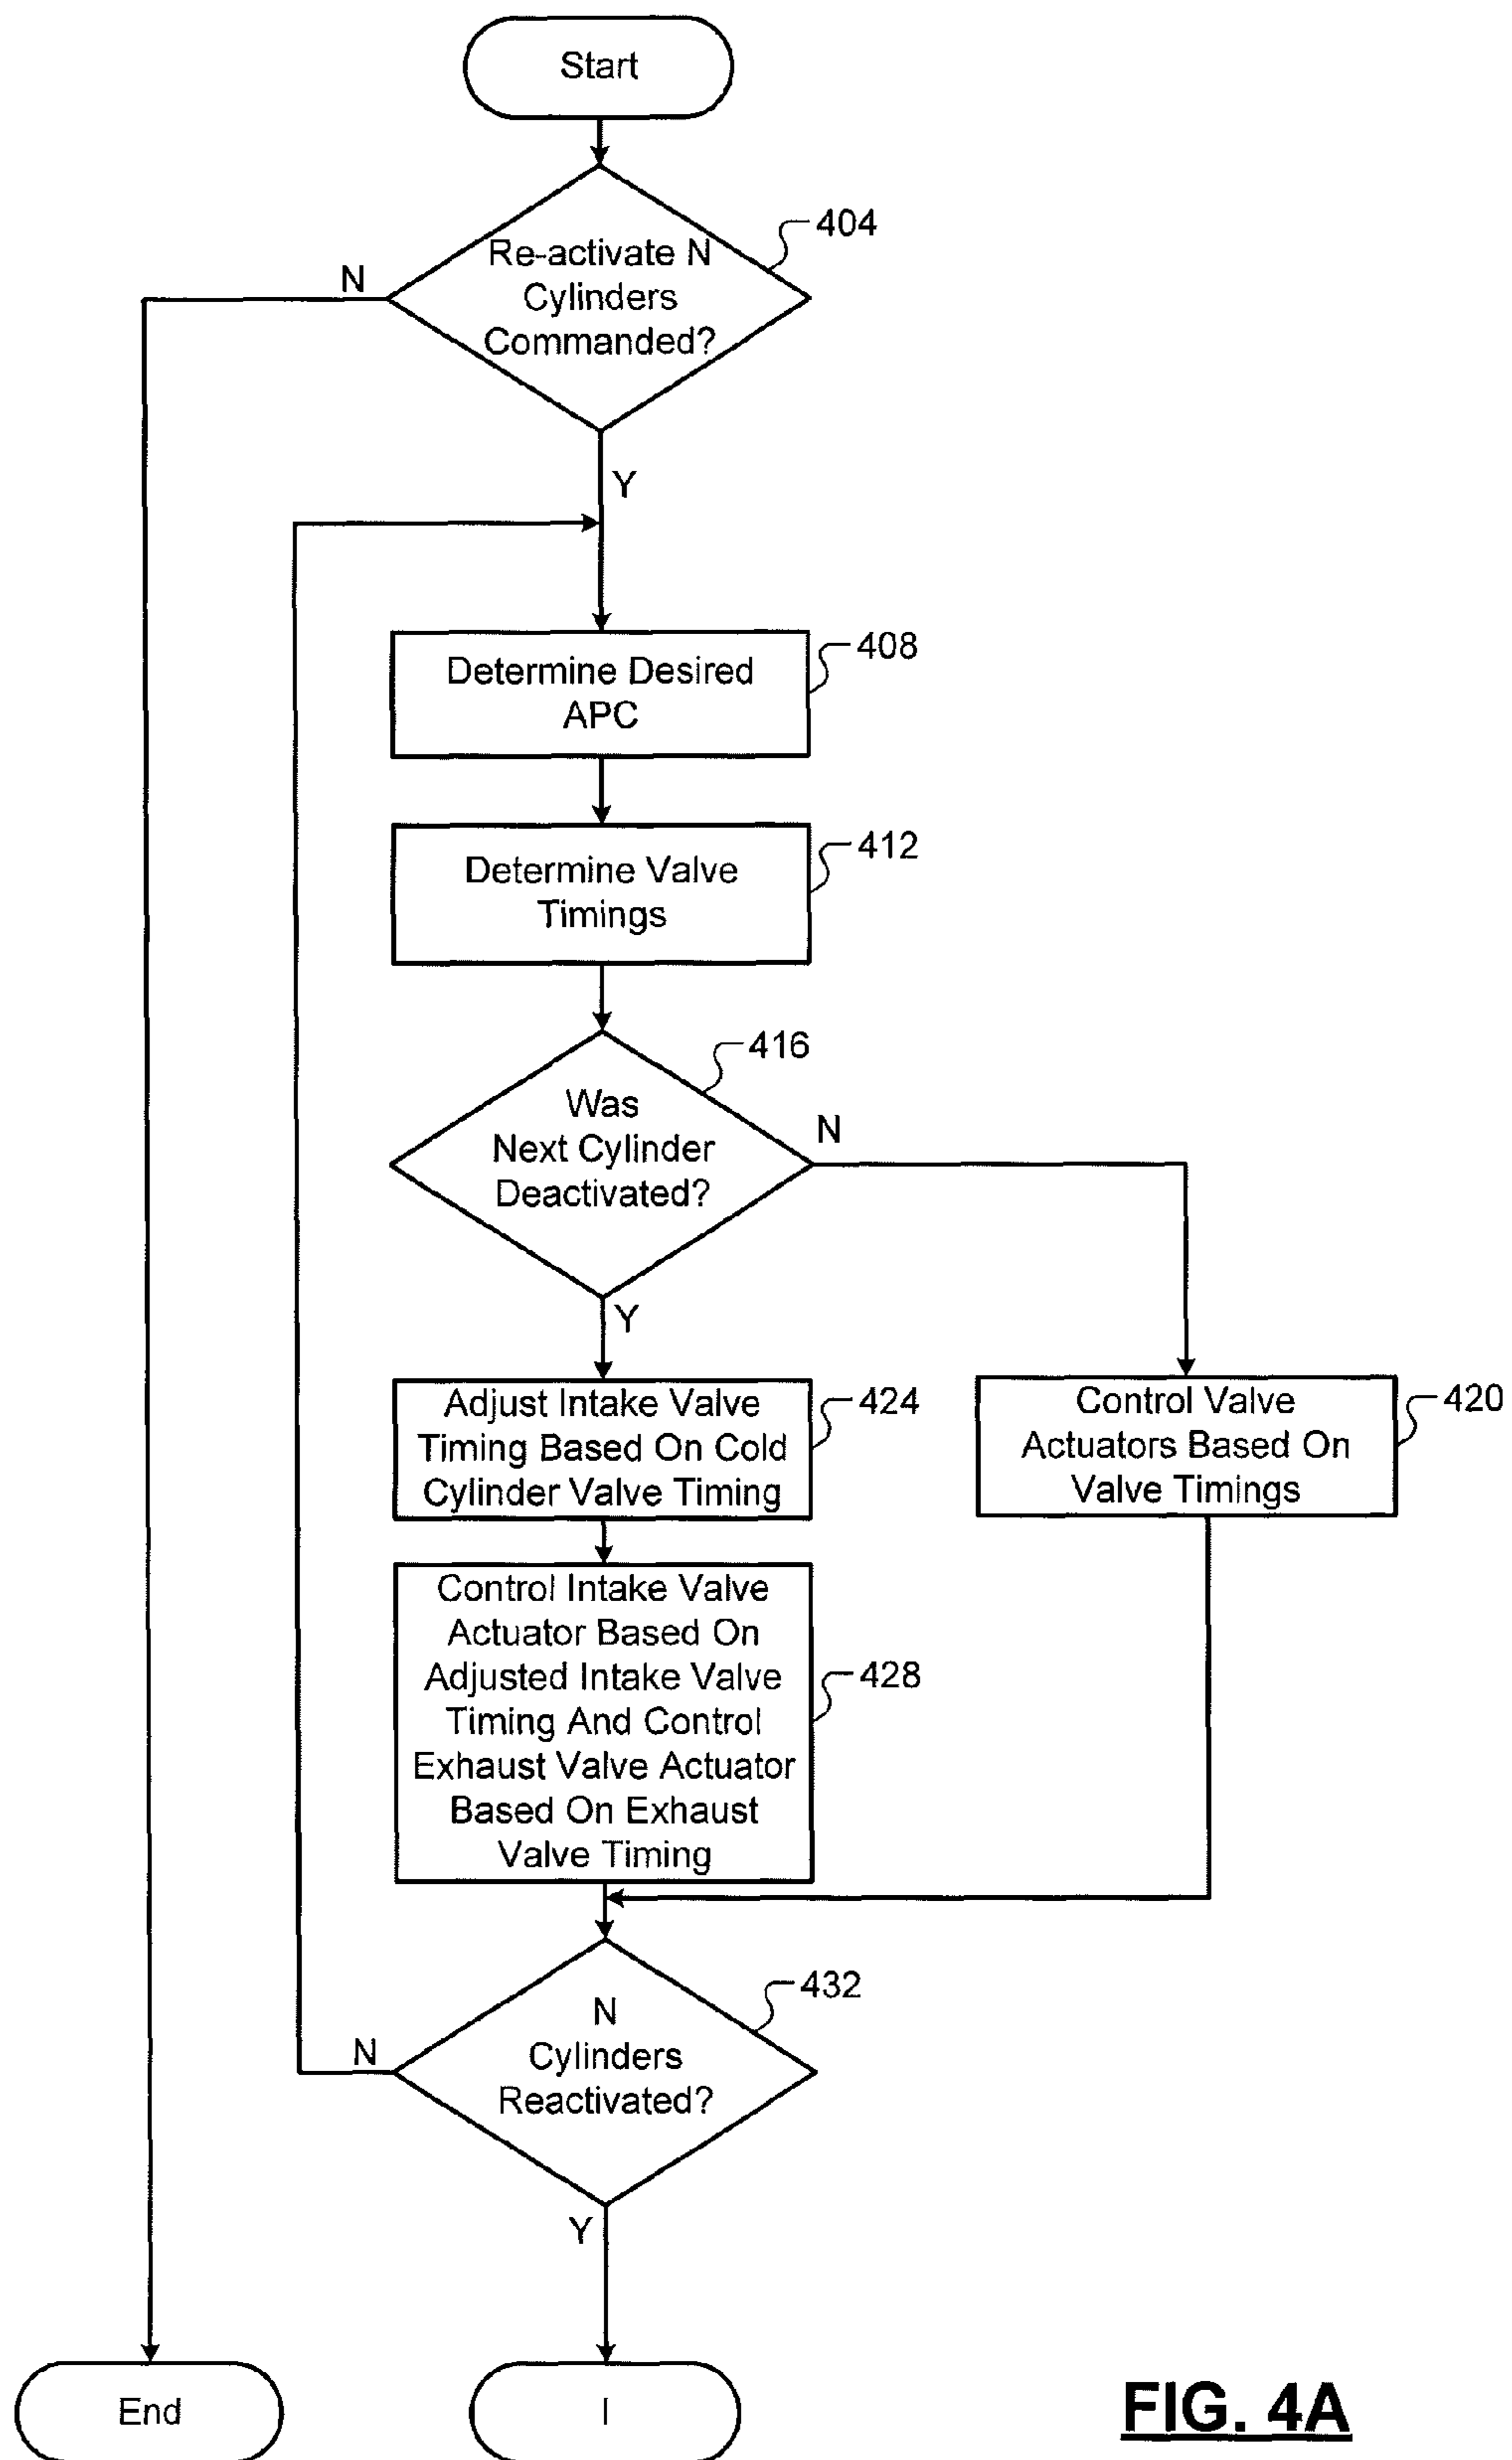 Start
Re-activate N
Cylinders
Commanded?
404
N
Y
Determine Desired
APC
408
Determine Valve
Timings
412
Was
Next Cylinder
Deactivated?
416
N
Y
Adjust Intake Valve
Timing Based On Cold
Cylinder Valve Timing
424
Control Valve
Actuators Based On
Valve Timings
420
Control Intake Valve
Actuator Based On
Adjusted Intake Valve
Timing And Control
Exhaust Valve Actuator
Based On Exhaust
Valve Timing
428
N
Cylinders
Reactivated?
432
N
Y
End
I
FIG. 4A